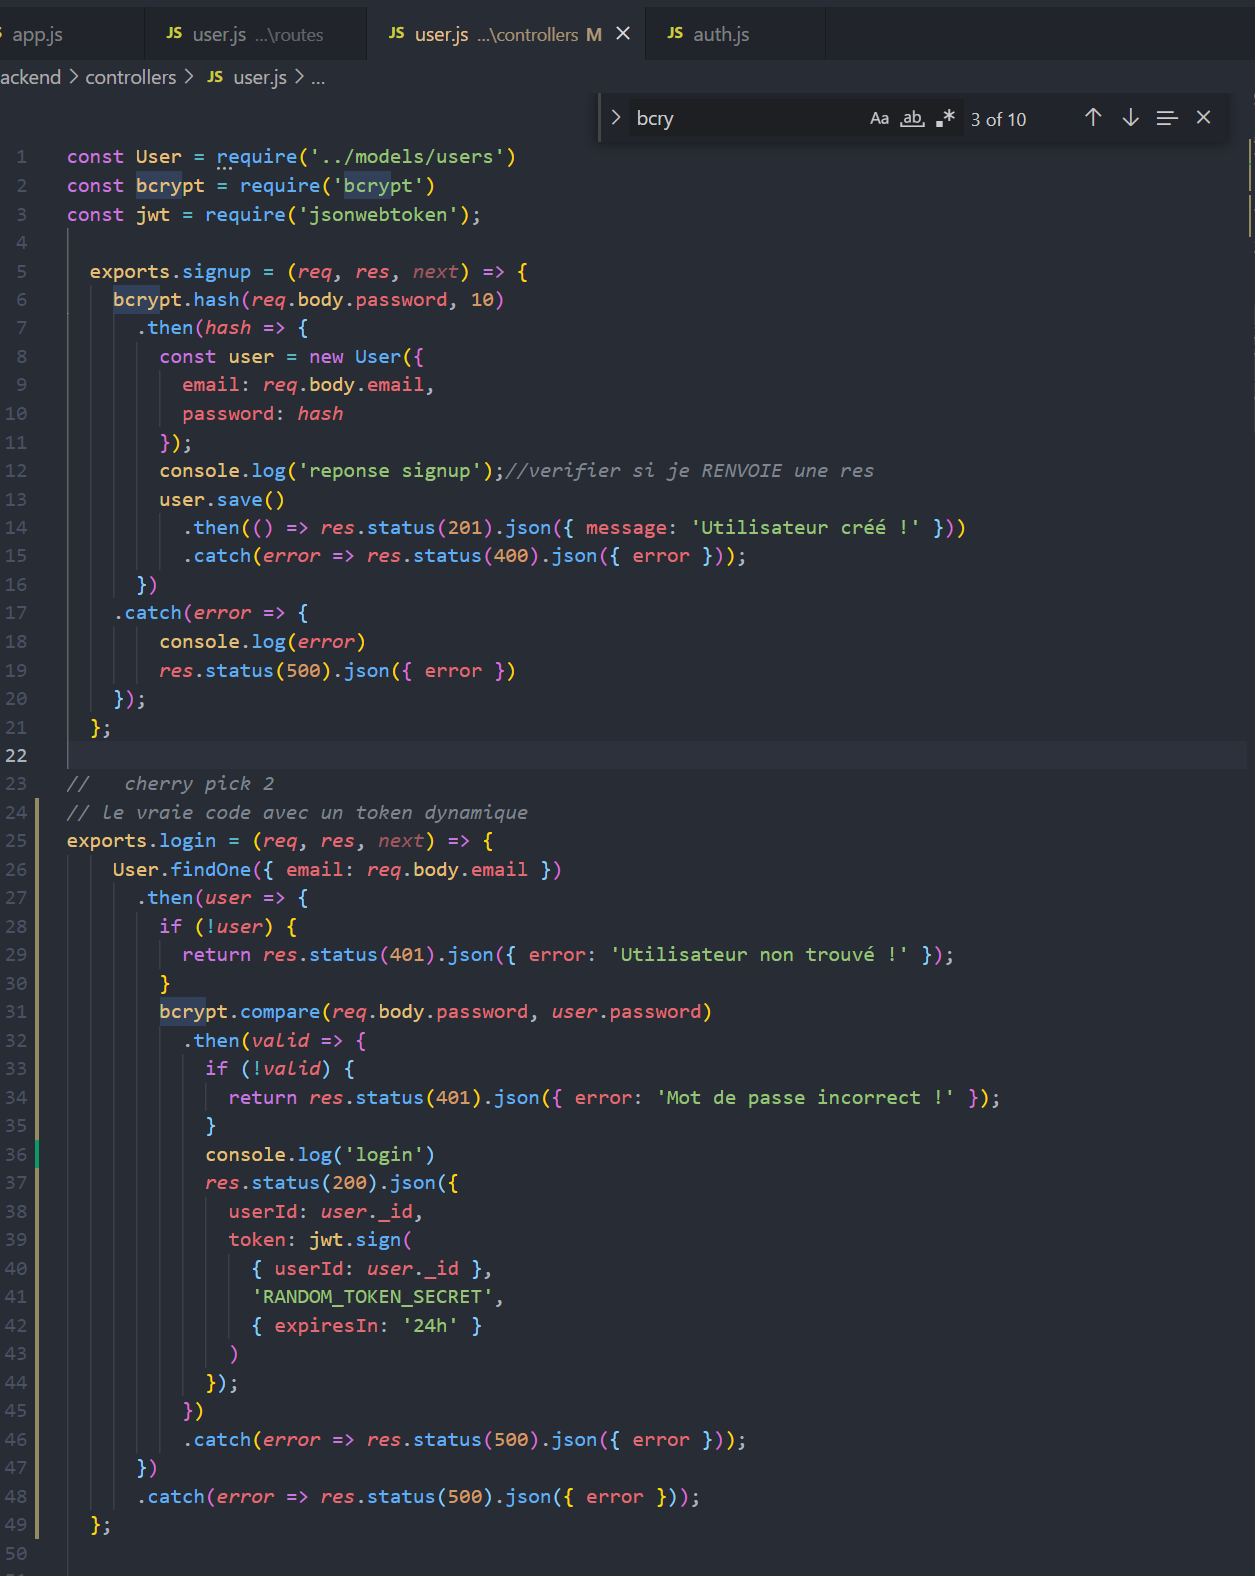 app.js
JS user.js ...\routes
JS user.js ...\controllers M
JS auth.js
ackend > controllers > JS user.js > ...
bcry Aa ab .* 3 of 10
1 const User = require('../models/users')
2 const bcrypt = require('bcrypt')
3 const jwt = require('jsonwebtoken');
4
5 exports.signup = (req, res, next) => {
6 bcrypt.hash(req.body.password, 10)
7 .then(hash => {
8 const user = new User({
9 email: req.body.email,
10 password: hash
11 });
12 console.log('reponse signup');//verifier si je RENVOIE une res
13 user.save()
14 .then(() => res.status(201).json({ message: 'Utilisateur créé !' }))
15 .catch(error => res.status(400).json({ error }));
16 })
17 .catch(error => {
18 console.log(error)
19 res.status(500).json({ error })
20 });
21 };
22
23 //   cherry pick 2
24 // le vraie code avec un token dynamique
25 exports.login = (req, res, next) => {
26 User.findOne({ email: req.body.email })
27 .then(user => {
28 if (!user) {
29 return res.status(401).json({ error: 'Utilisateur non trouvé !' });
30 }
31 bcrypt.compare(req.body.password, user.password)
32 .then(valid => {
33 if (!valid) {
34 return res.status(401).json({ error: 'Mot de passe incorrect !' });
35 }
36 console.log('login')
37 res.status(200).json({
38 userId: user._id,
39 token: jwt.sign(
40 { userId: user._id },
41 'RANDOM_TOKEN_SECRET',
42 { expiresIn: '24h' }
43 )
44 });
45 })
46 .catch(error => res.status(500).json({ error }));
47 })
48 .catch(error => res.status(500).json({ error }));
49 };
50